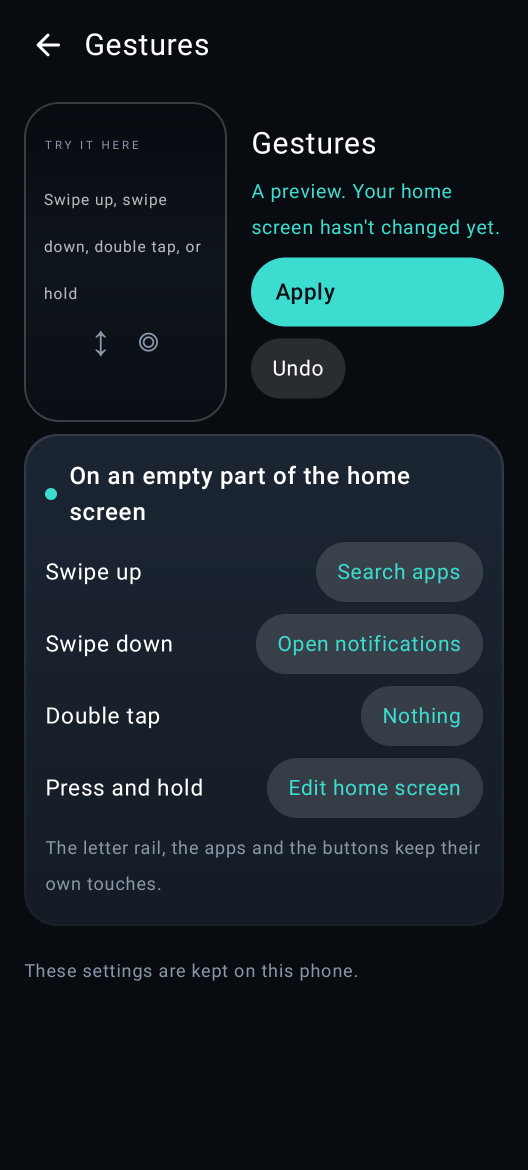 Gestures
TRY IT HERE
Swipe up, swipe
down, double tap, or
hold
Gestures
A preview. Your home
screen hasn't changed yet.
Apply
Undo
On an empty part of the home
screen
Swipe up
Search apps
Swipe down
Open notifications
Double tap
Nothing
Press and hold
Edit home screen
The letter rail, the apps and the buttons keep their
own touches.
These settings are kept on this phone.